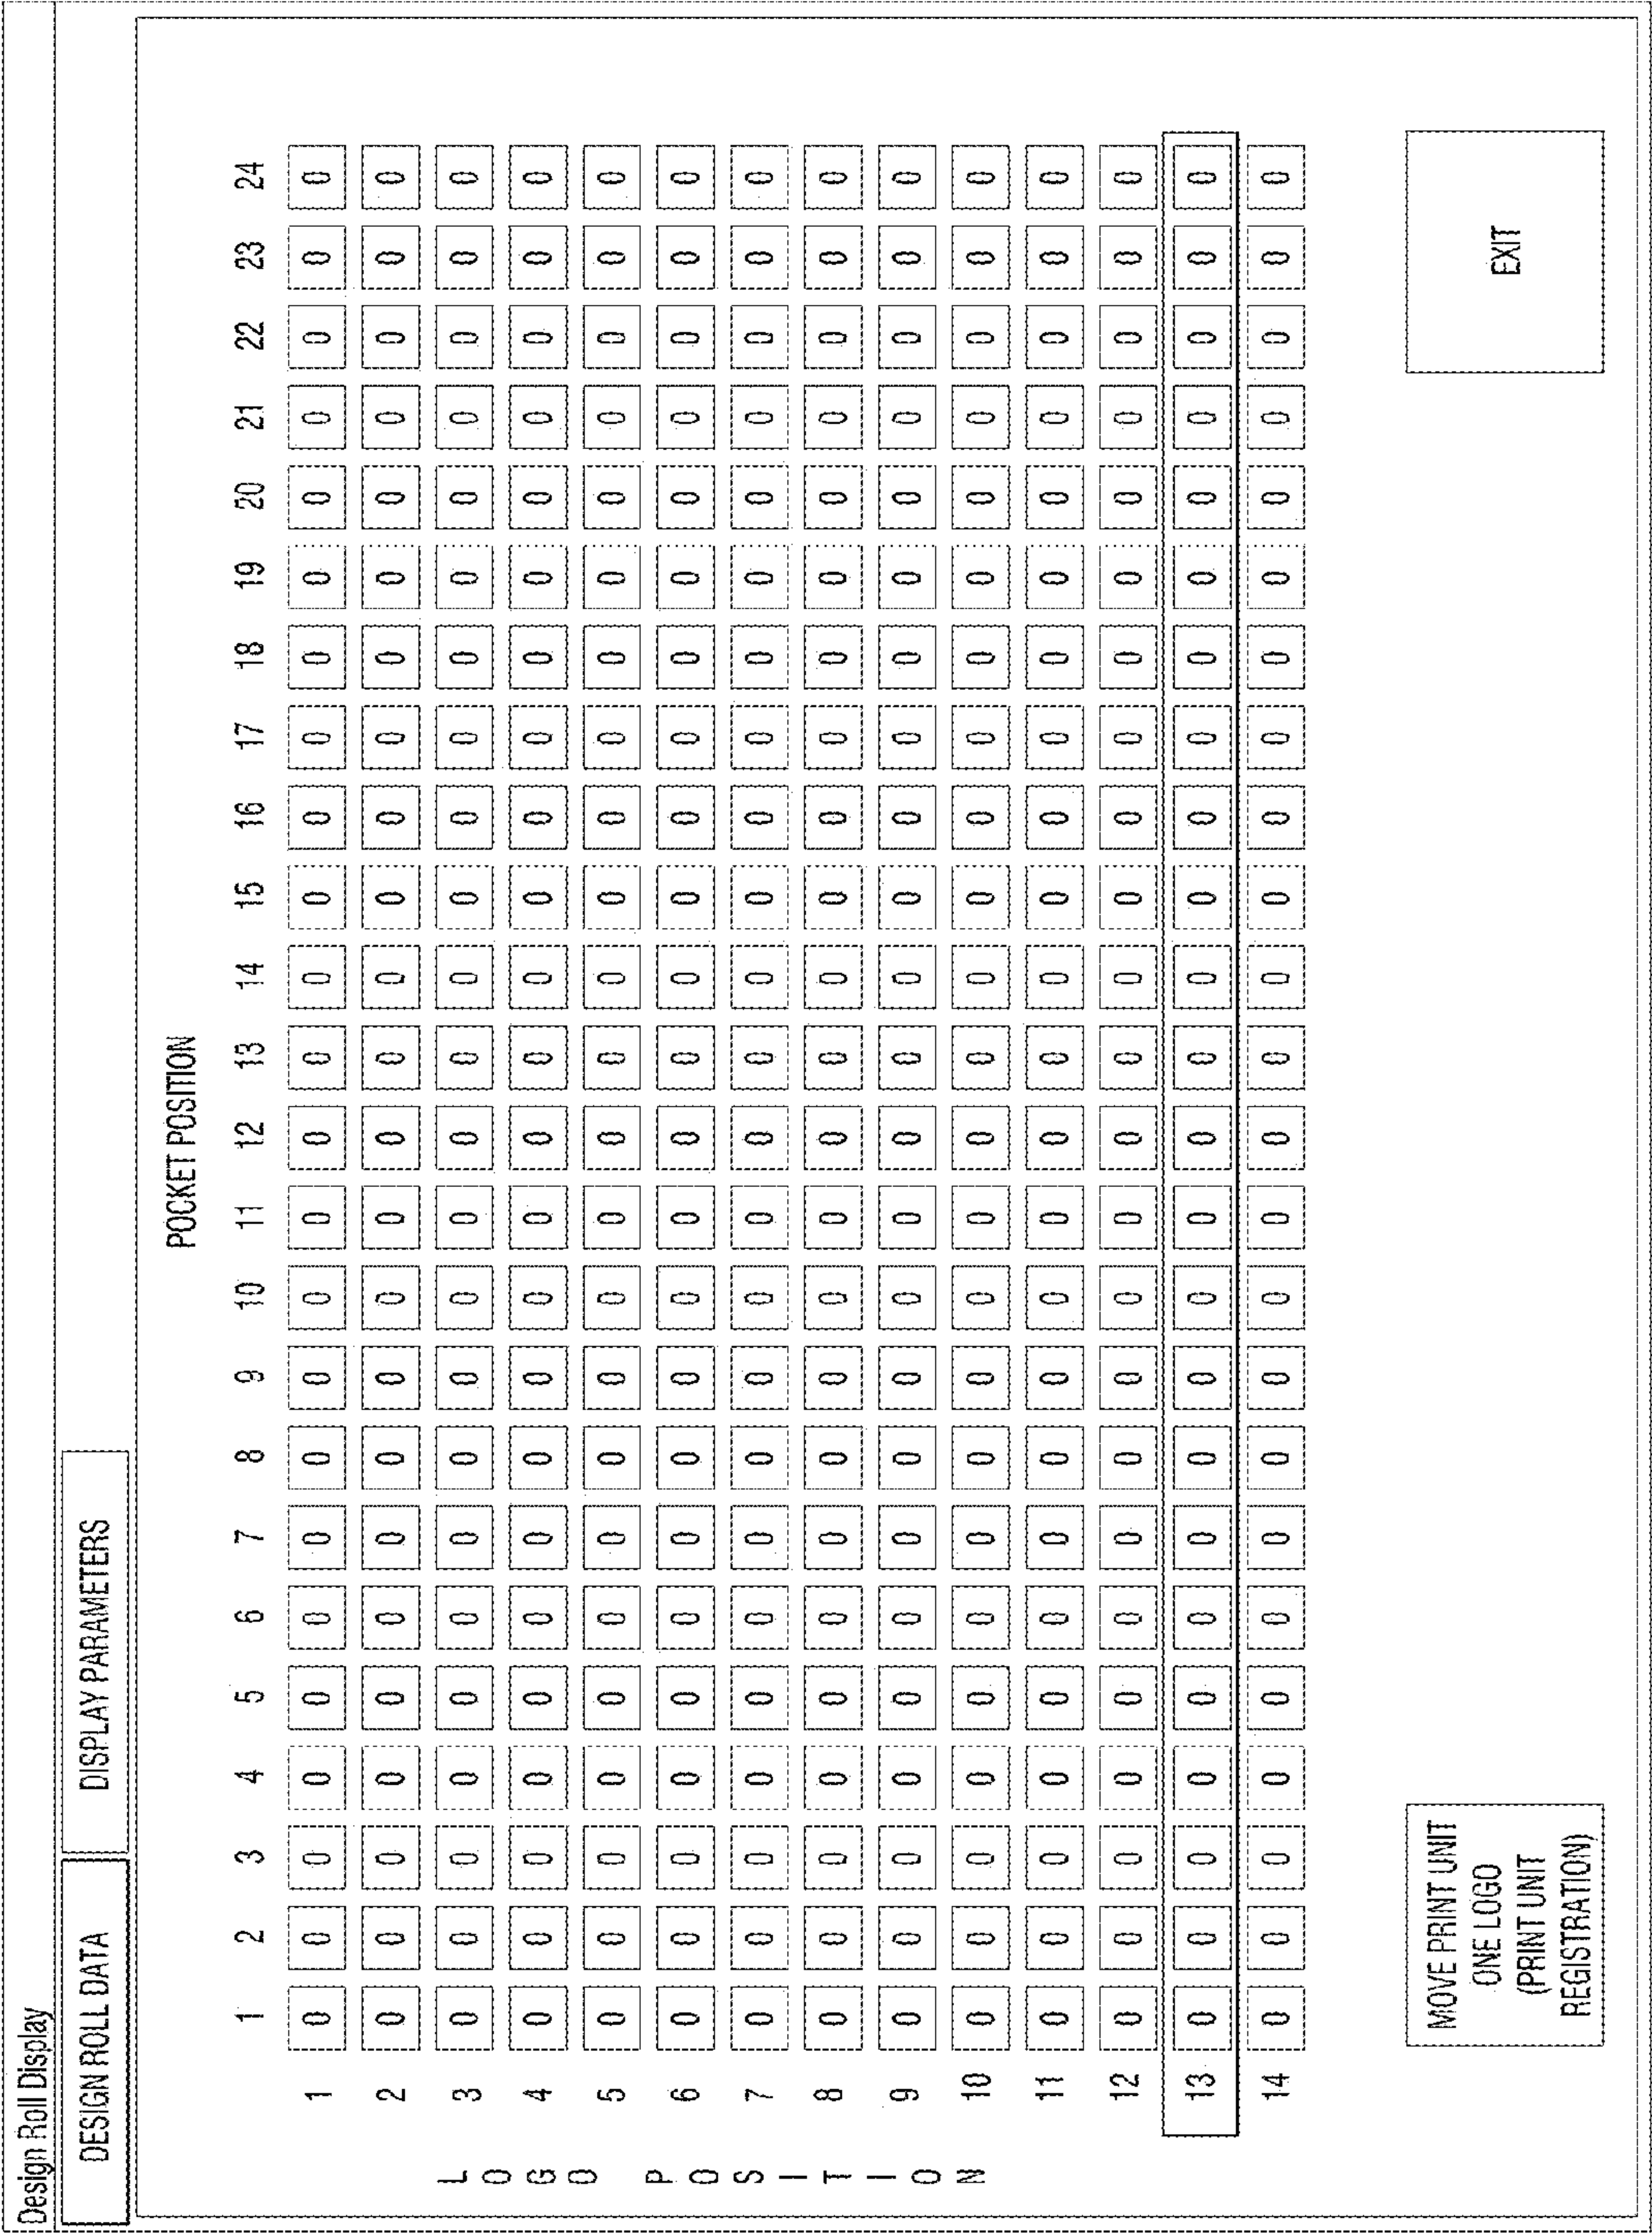 Design Roll Display
DESIGN ROLL DATA DISPLAY PARAMETERS
POCKET POSITION
1 2 3 4 5 6 7 8 9 10 11 12 13 14 15 16 17 18 19 20 21 22 23 24
LOGO POSITION
1 0 0 0 0 0 0 0 0 0 0 0 0 0 0 0 0 0 0 0 0 0 0 0 0
2 0 0 0 0 0 0 0 0 0 0 0 0 0 0 0 0 0 0 0 0 0 0 0 0
3 0 0 0 0 0 0 0 0 0 0 0 0 0 0 0 0 0 0 0 0 0 0 0 0
4 0 0 0 0 0 0 0 0 0 0 0 0 0 0 0 0 0 0 0 0 0 0 0 0
5 0 0 0 0 0 0 0 0 0 0 0 0 0 0 0 0 0 0 0 0 0 0 0 0
6 0 0 0 0 0 0 0 0 0 0 0 0 0 0 0 0 0 0 0 0 0 0 0 0
7 0 0 0 0 0 0 0 0 0 0 0 0 0 0 0 0 0 0 0 0 0 0 0 0
8 0 0 0 0 0 0 0 0 0 0 0 0 0 0 0 0 0 0 0 0 0 0 0 0
9 0 0 0 0 0 0 0 0 0 0 0 0 0 0 0 0 0 0 0 0 0 0 0 0
10 0 0 0 0 0 0 0 0 0 0 0 0 0 0 0 0 0 0 0 0 0 0 0 0
11 0 0 0 0 0 0 0 0 0 0 0 0 0 0 0 0 0 0 0 0 0 0 0 0
12 0 0 0 0 0 0 0 0 0 0 0 0 0 0 0 0 0 0 0 0 0 0 0 0
13 0 0 0 0 0 0 0 0 0 0 0 0 0 0 0 0 0 0 0 0 0 0 0 0
14 0 0 0 0 0 0 0 0 0 0 0 0 0 0 0 0 0 0 0 0 0 0 0 0
MOVE PRINT UNIT
ONE LOGO
(PRINT UNIT
REGISTRATION)
EXIT